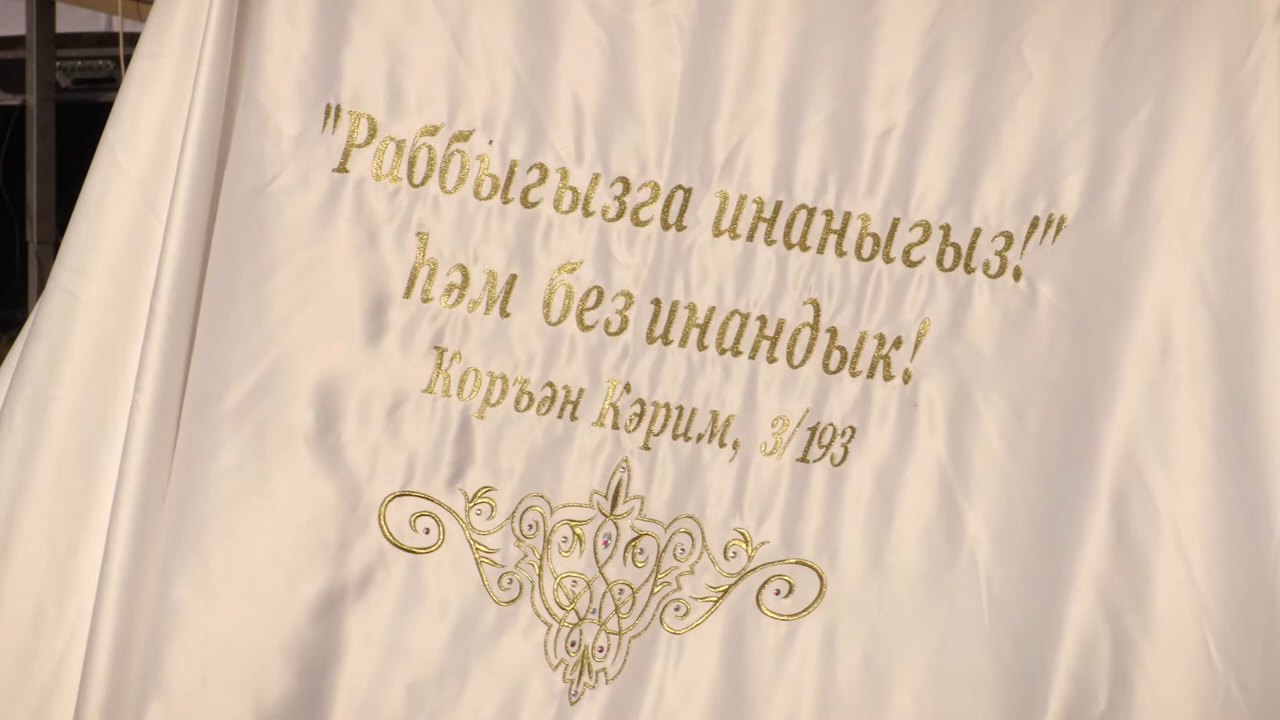 "Раббыгызга инаныгыз!"
һәм без инандык!
Коръән Кәрим, 3/193